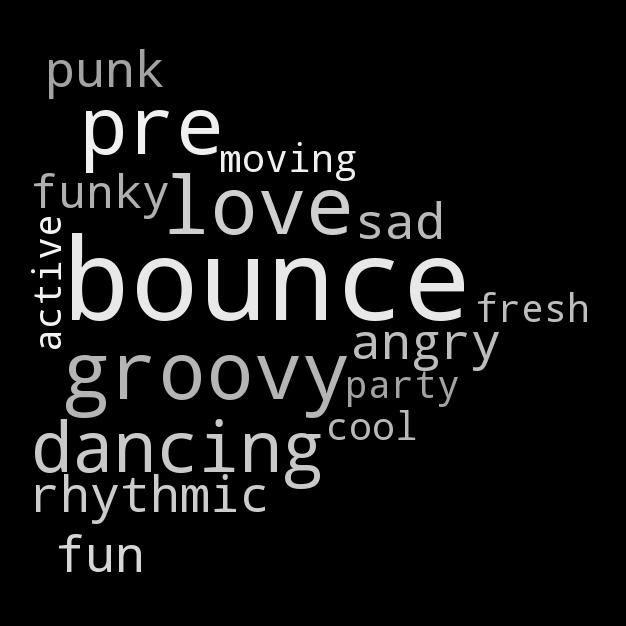 punk
pre
moving
funky
love
sad
active
bounce
fresh
angry
groovy
party
cool
dancing
rhythmic
fun